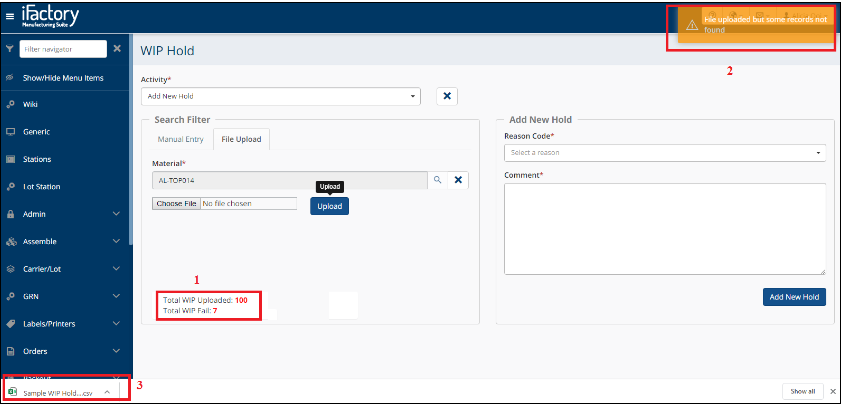 iFactory
Manufacturing Suite
File uploaded but some records not
found
2
Filter navigator
WIP Hold
Show/Hide Menu Items
Wiki
Generic
Stations
Lot Station
Admin
Assemble
Carrier/Lot
GRN
Labels/Printers
Orders
Activity*
Add New Hold
Search Filter
Manual Entry
File Upload
Material*
AL-TOP014
Upload
Choose File No file chosen
Upload
1
Total WIP Uploaded: 100
Total WIP Fail: 7
Add New Hold
Reason Code*
Select a reason
Comment*
Add New Hold
Sample WIP Hold....csv
3
Show all